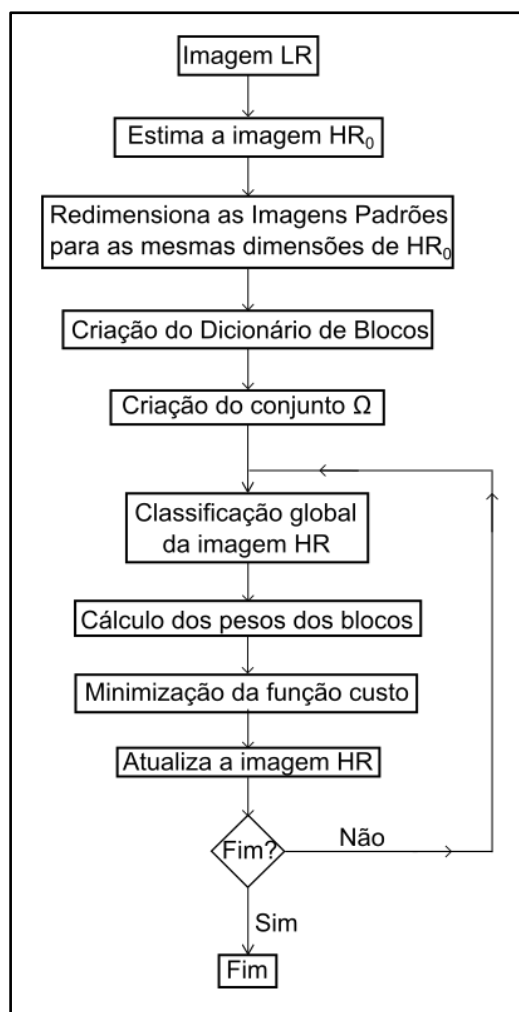 Imagem LR
Estima a imagem HR₀
Redimensiona as Imagens Padrões
para as mesmas dimensões de HR₀
Criação do Dicionário de Blocos
Criação do conjunto Ω
Classificação global
da imagem HR
Cálculo dos pesos dos blocos
Minimização da função custo
Atualiza a imagem HR
Fim?
Não
Sim
Fim